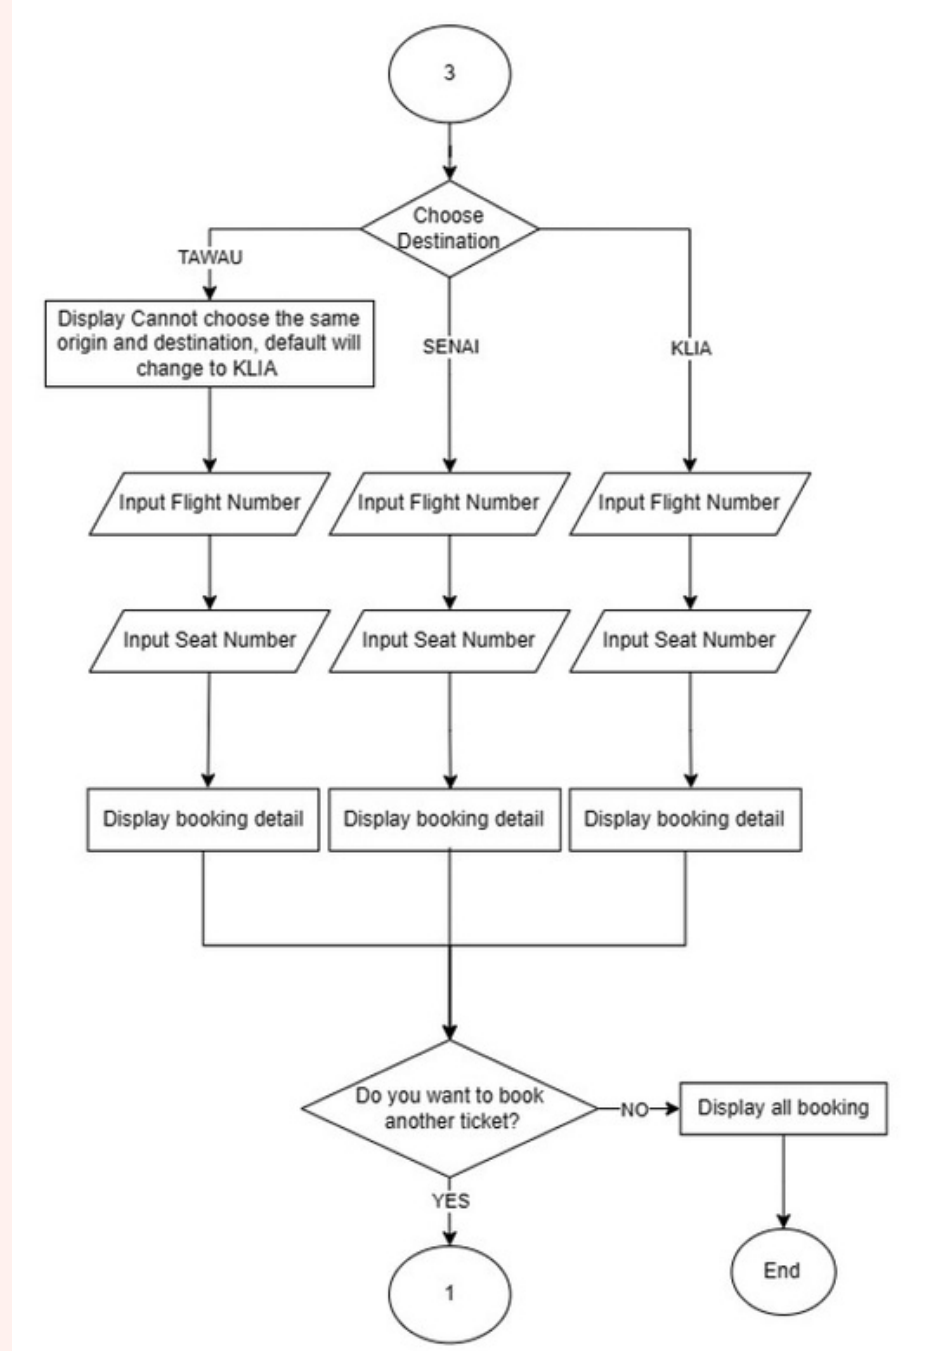 3
Choose
Destination
TAWAU
SENAI
KLIA
Display Cannot choose the same
origin and destination, default will
change to KLIA
Input Flight Number
Input Flight Number
Input Flight Number
Input Seat Number
Input Seat Number
Input Seat Number
Display booking detail
Display booking detail
Display booking detail
Do you want to book
another ticket?
NO
Display all booking
YES
1
End